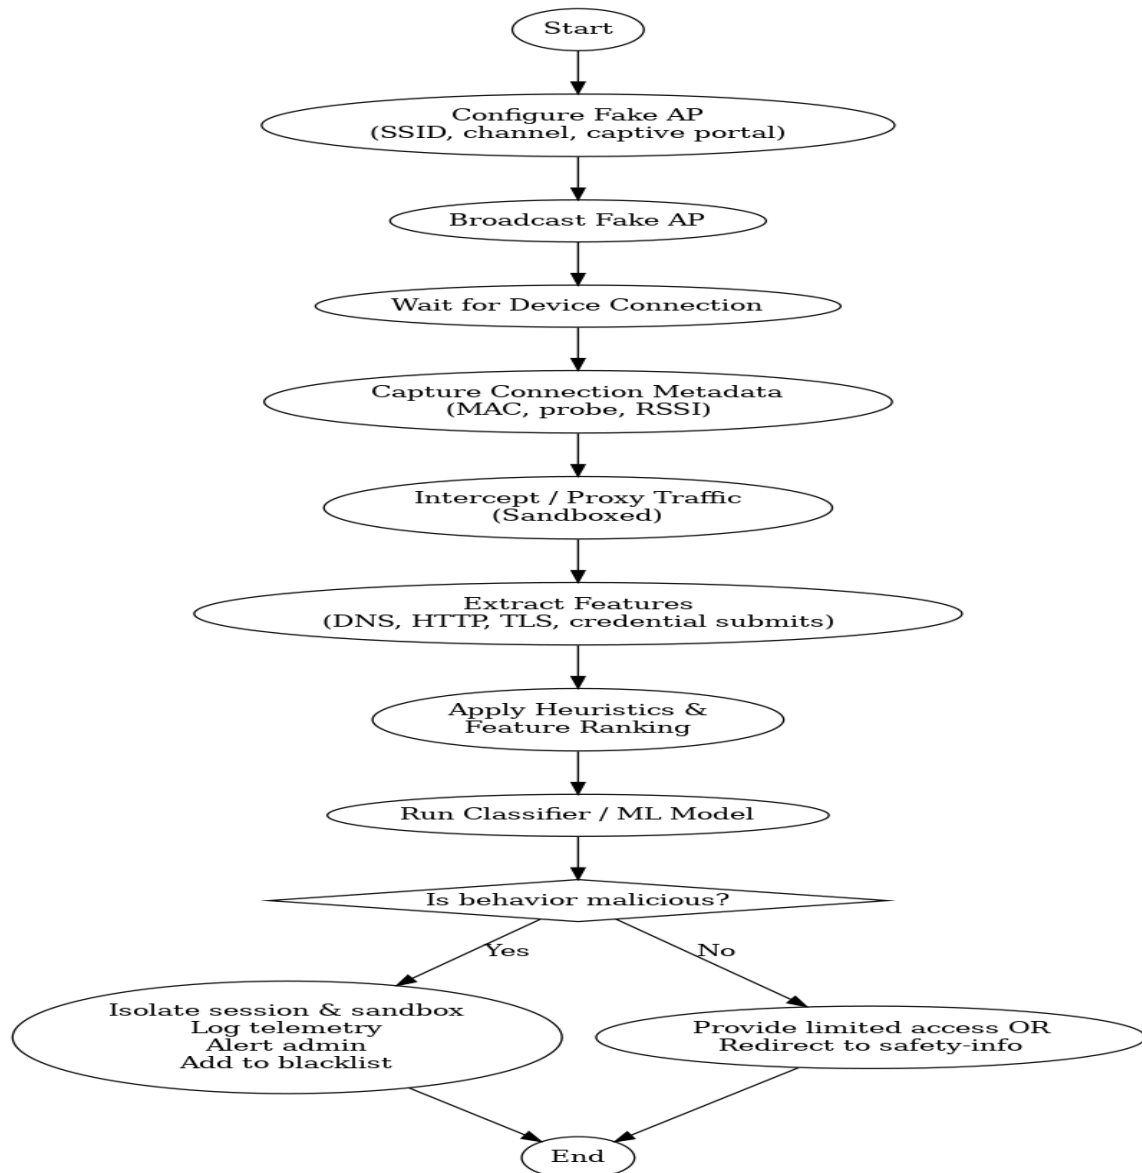 Start
Configure Fake AP
(SSID, channel, captive portal)
Broadcast Fake AP
Wait for Device Connection
Capture Connection Metadata
(MAC, probe, RSSI)
Intercept / Proxy Traffic
(Sandboxed)
Extract Features
(DNS, HTTP, TLS, credential submits)
Apply Heuristics &
Feature Ranking
Run Classifier / ML Model
Is behavior malicious?
Yes
No
Isolate session & sandbox
Log telemetry
Alert admin
Add to blacklist
Provide limited access OR
Redirect to safety-info
End